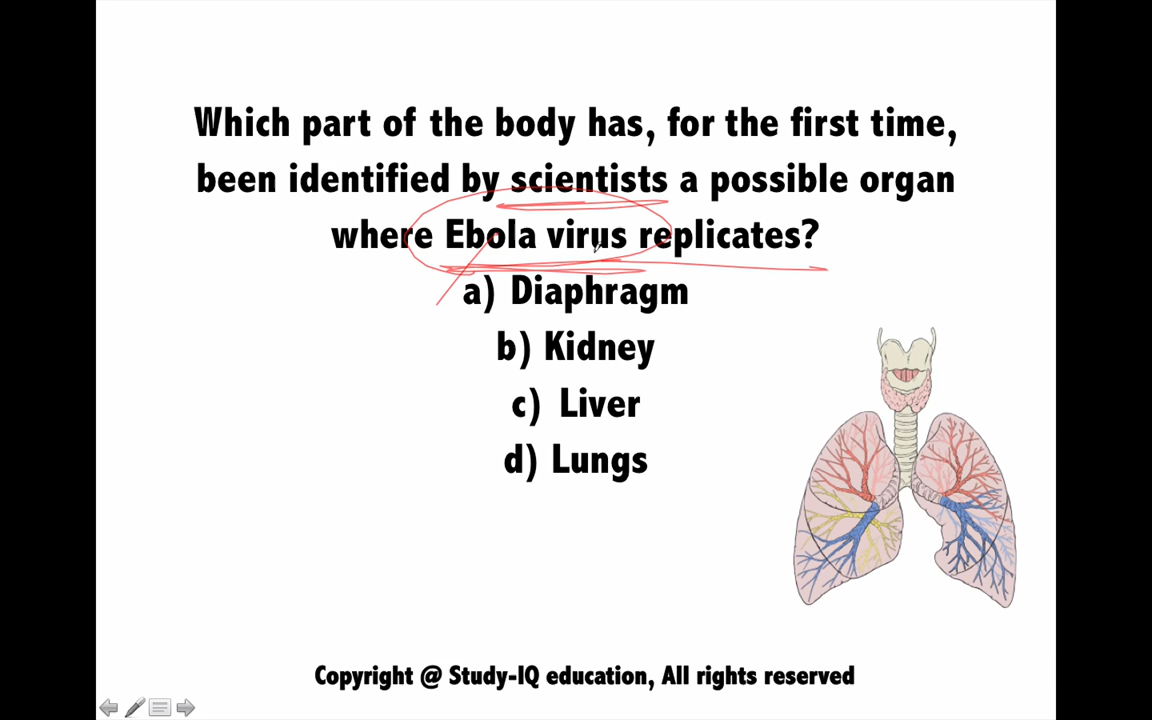 Which part of the body has, for the first time,
been identified by scientists a possible organ
where Ebola virus replicates?
a) Diaphragm
b) Kidney
c) Liver
d) Lungs
Copyright @ Study-IQ education, All rights reserved